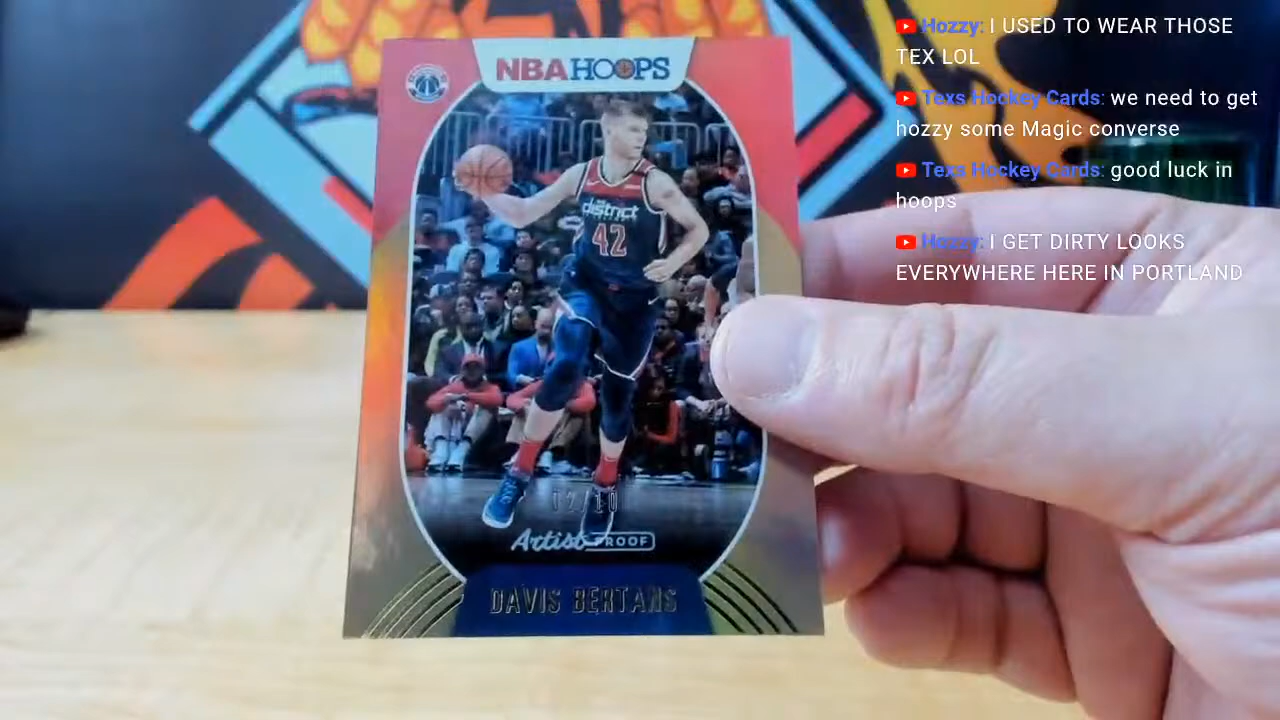 NBA HOOPS
district
42
02/10
Artist PROOF
DAVIS BERTANS
Hozzy: I USED TO WEAR THOSE
TEX LOL
Texs Hockey Cards: we need to get
hozzy some Magic converse
Texs Hockey Cards: good luck in
hoops
Hozzy: I GET DIRTY LOOKS
EVERYWHERE HERE IN PORTLAND